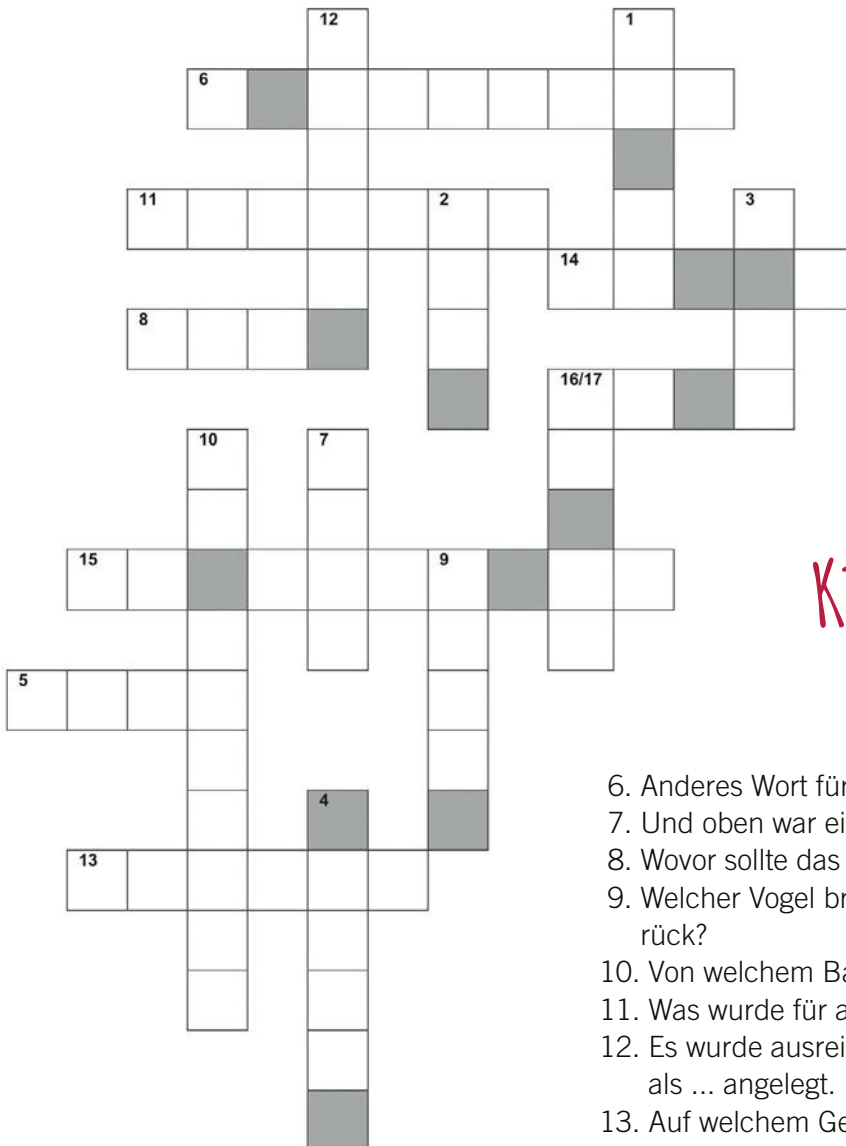 12
1
6
11
2
3
14
8
16/17
10
7
15
9
5
4
13
6. Anderes Wort für
7. Und oben war ei
8. Wovor sollte das
9. Welcher Vogel br
rück?
10. Von welchem Ba
11. Was wurde für a
12. Es wurde ausrei
als ... angelegt.
13. Auf welchem Ge